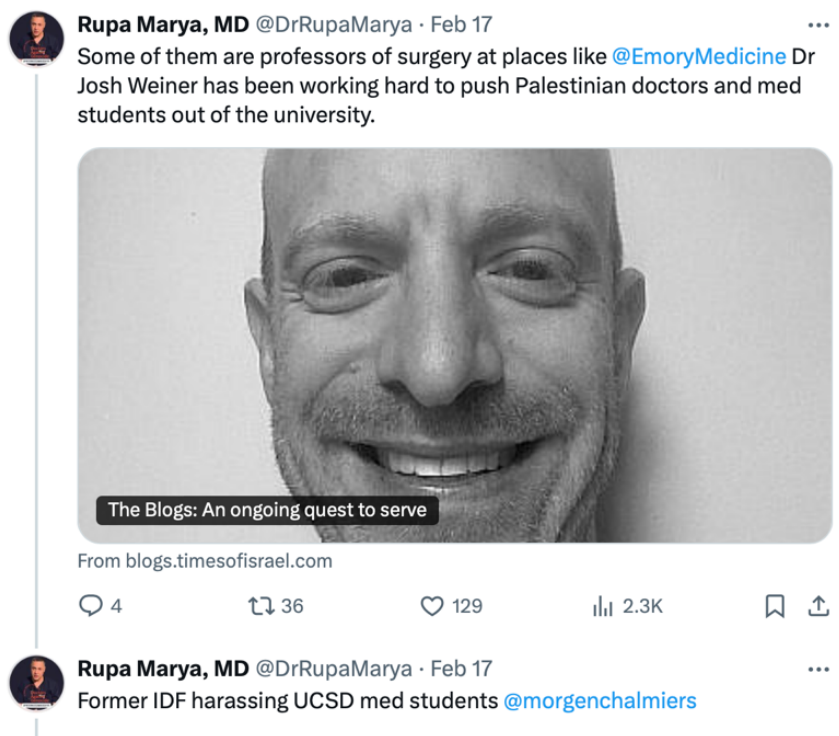 Rupa Marya, MD @DrRupaMarya · Feb 17
Some of them are professors of surgery at places like @EmoryMedicine Dr
Josh Weiner has been working hard to push Palestinian doctors and med
students out of the university.
The Blogs: An ongoing quest to serve
From blogs.timesofisrael.com
4 36 129 2.3K
Rupa Marya, MD @DrRupaMarya · Feb 17
Former IDF harassing UCSD med students @morgenchalmiers